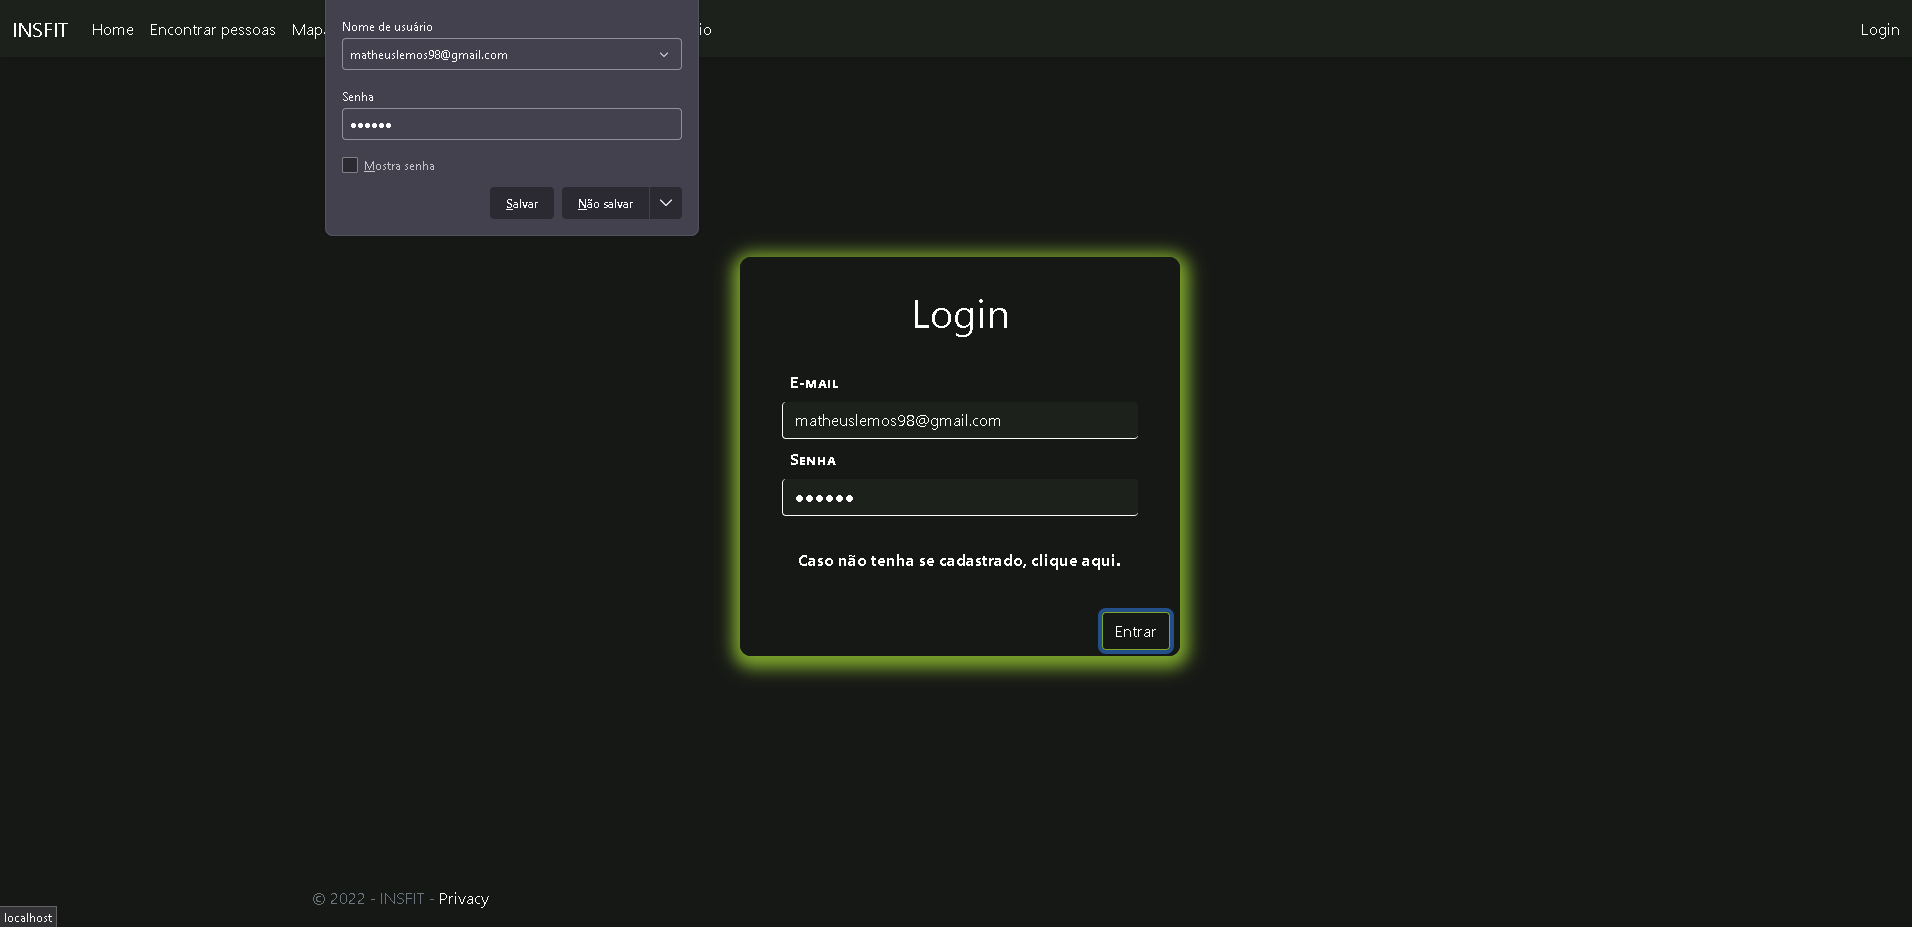 INSFIT Home Encontrar pessoas Map io Login
Nome de usuário
matheuslemos98@gmail.com
Senha
••••••
Mostra senha
Salvar Não salvar
Login
E-mail
matheuslemos98@gmail.com
Senha
••••••
Caso não tenha se cadastrado, clique aqui.
Entrar
© 2022 - INSFIT - Privacy
localhost